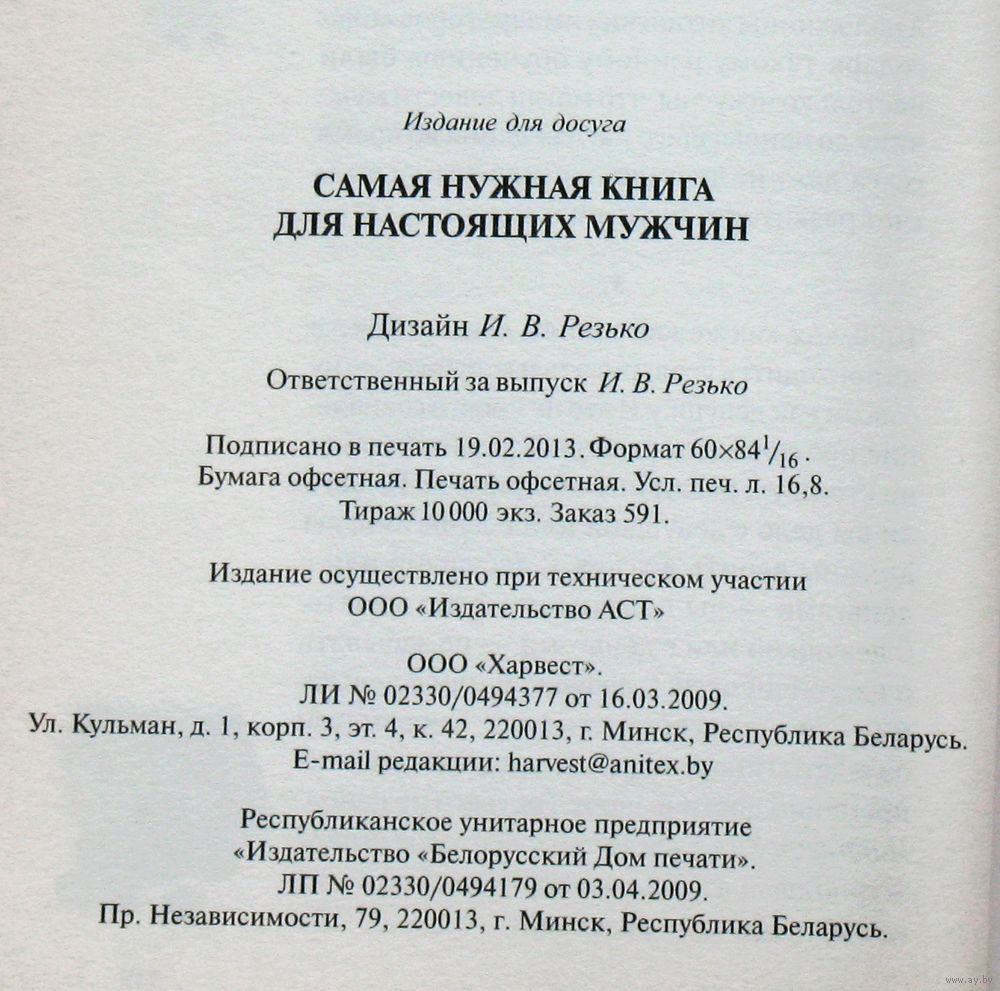 Издание для досуга
САМАЯ НУЖНАЯ КНИГА
ДЛЯ НАСТОЯЩИХ МУЖЧИН
Дизайн И. В. Резько
Ответственный за выпуск И. В. Резько
Подписано в печать 19.02.2013. Формат 60×84 1/16 .
Бумага офсетная. Печать офсетная. Усл. печ. л. 16,8.
Тираж 10 000 экз. Заказ 591.
Издание осуществлено при техническом участии
ООО «Издательство АСТ»
ООО «Харвест».
ЛИ № 02330/0494377 от 16.03.2009.
Ул. Кульман, д. 1, корп. 3, эт. 4, к. 42, 220013, г. Минск, Республика Беларусь.
E-mail редакции: harvest@anitex.by
Республиканское унитарное предприятие
«Издательство «Белорусский Дом печати».
ЛП № 02330/0494179 от 03.04.2009.
Пр. Независимости, 79, 220013, г. Минск, Республика Беларусь.
www.ay.by